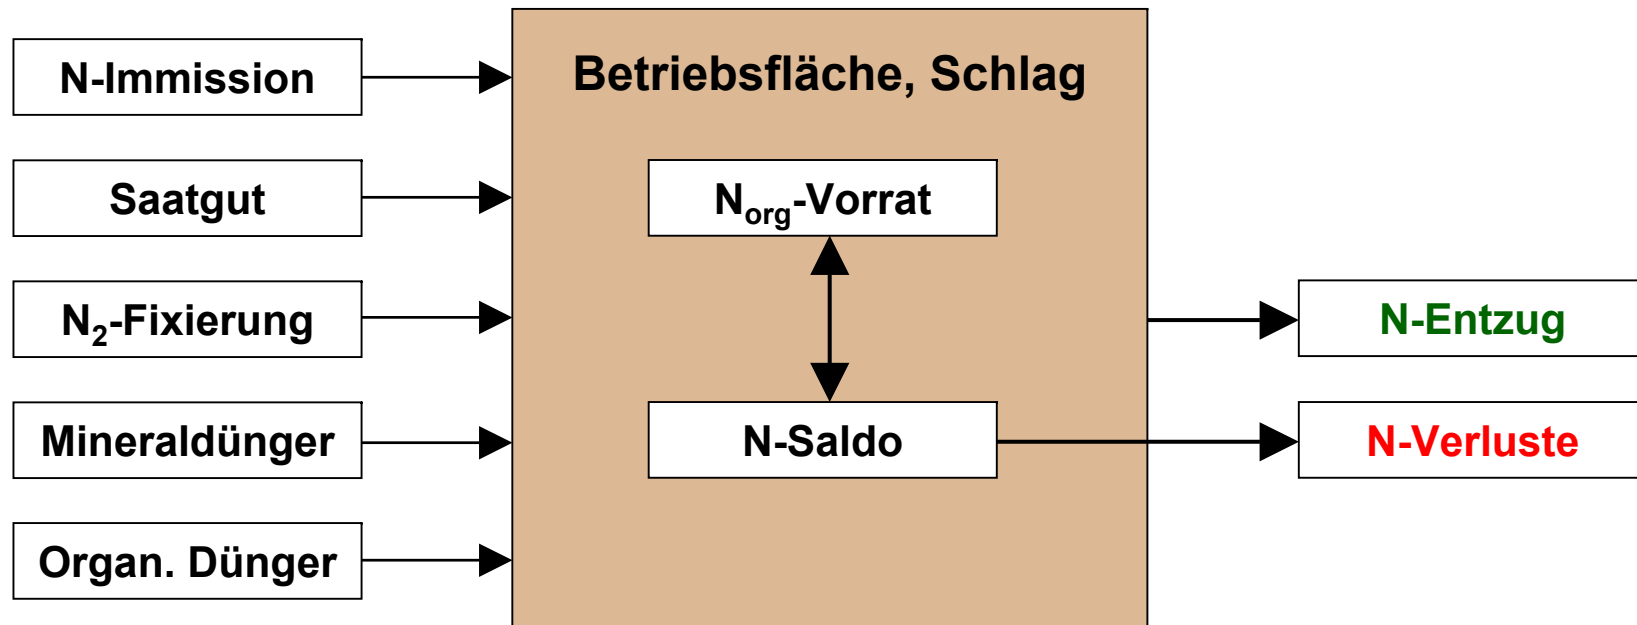 N-Immission
Saatgut
N₂-Fixierung
Mineraldünger
Organ. Dünger
Betriebsfläche, Schlag
Norg-Vorrat
N-Saldo
N-Entzug
N-Verluste